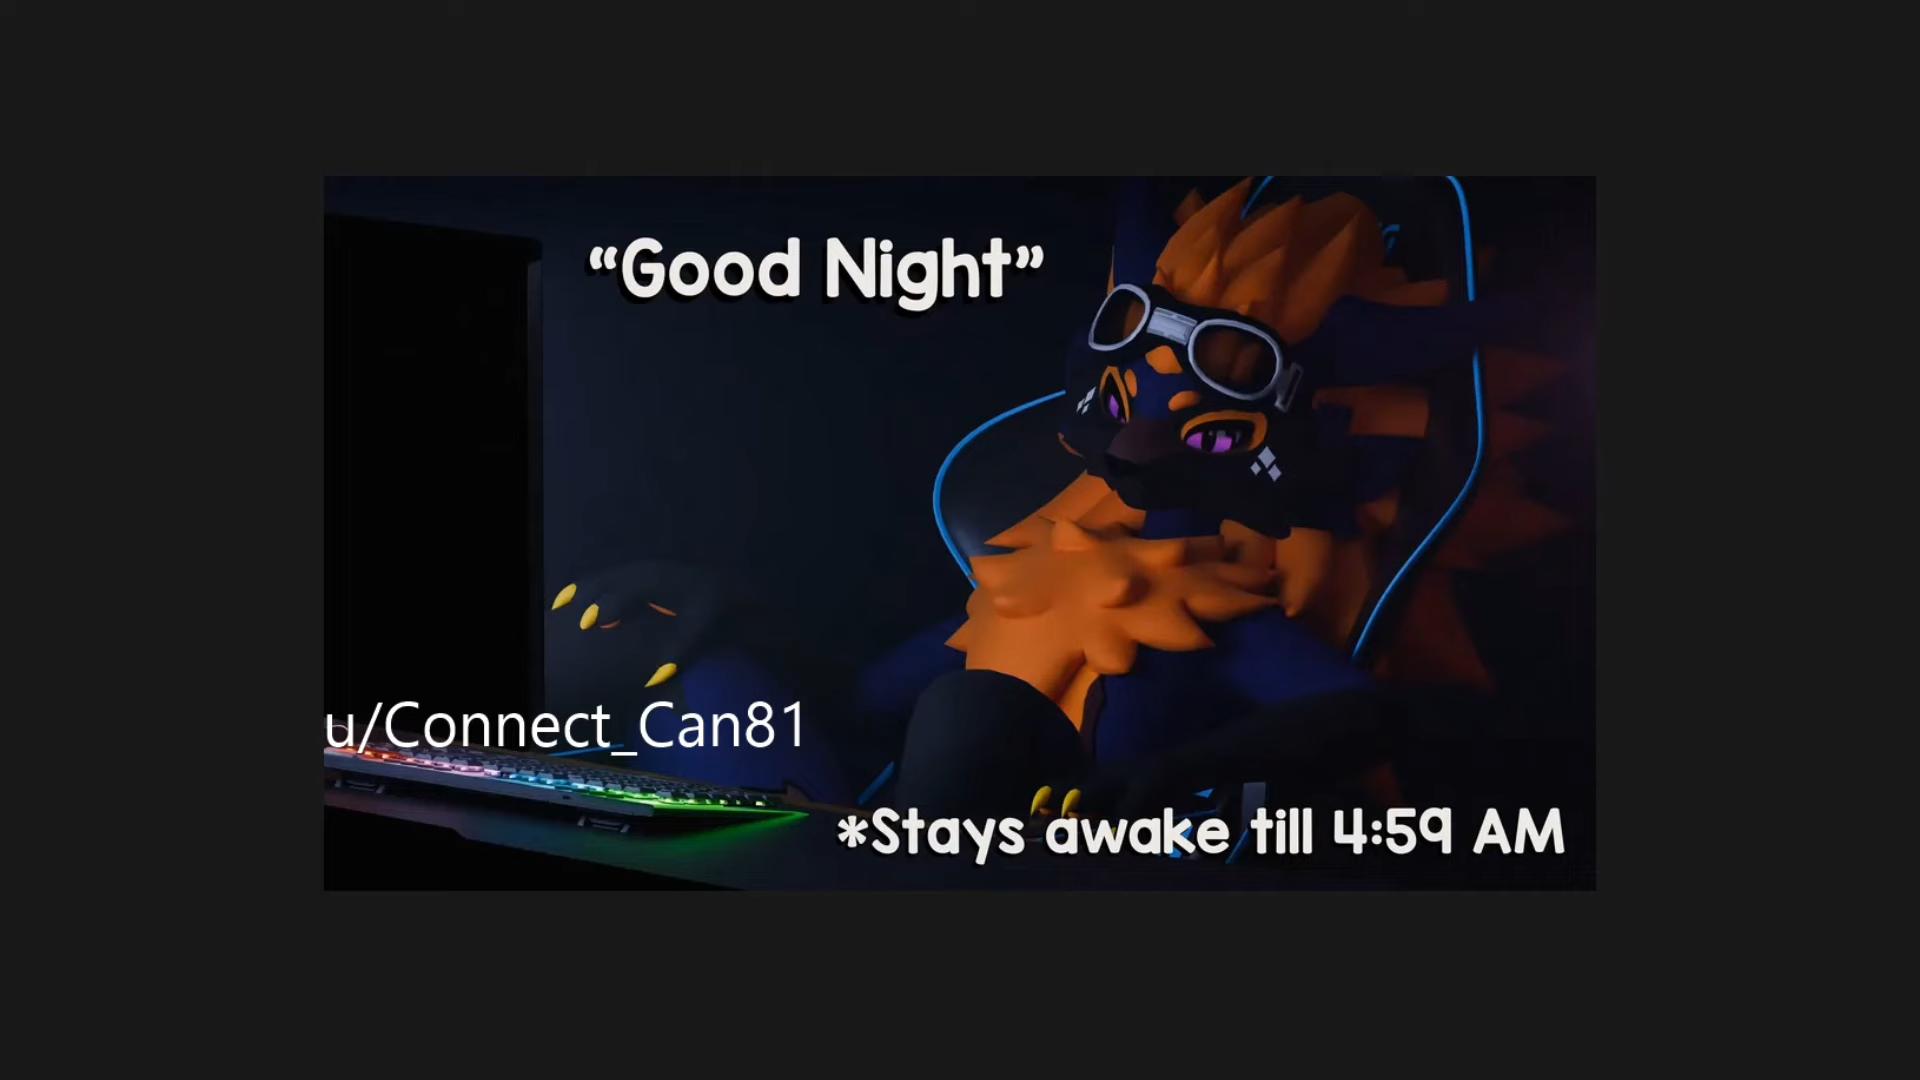 “Good Night”
u/Connect_Can81
*Stays awake till 4:59 AM